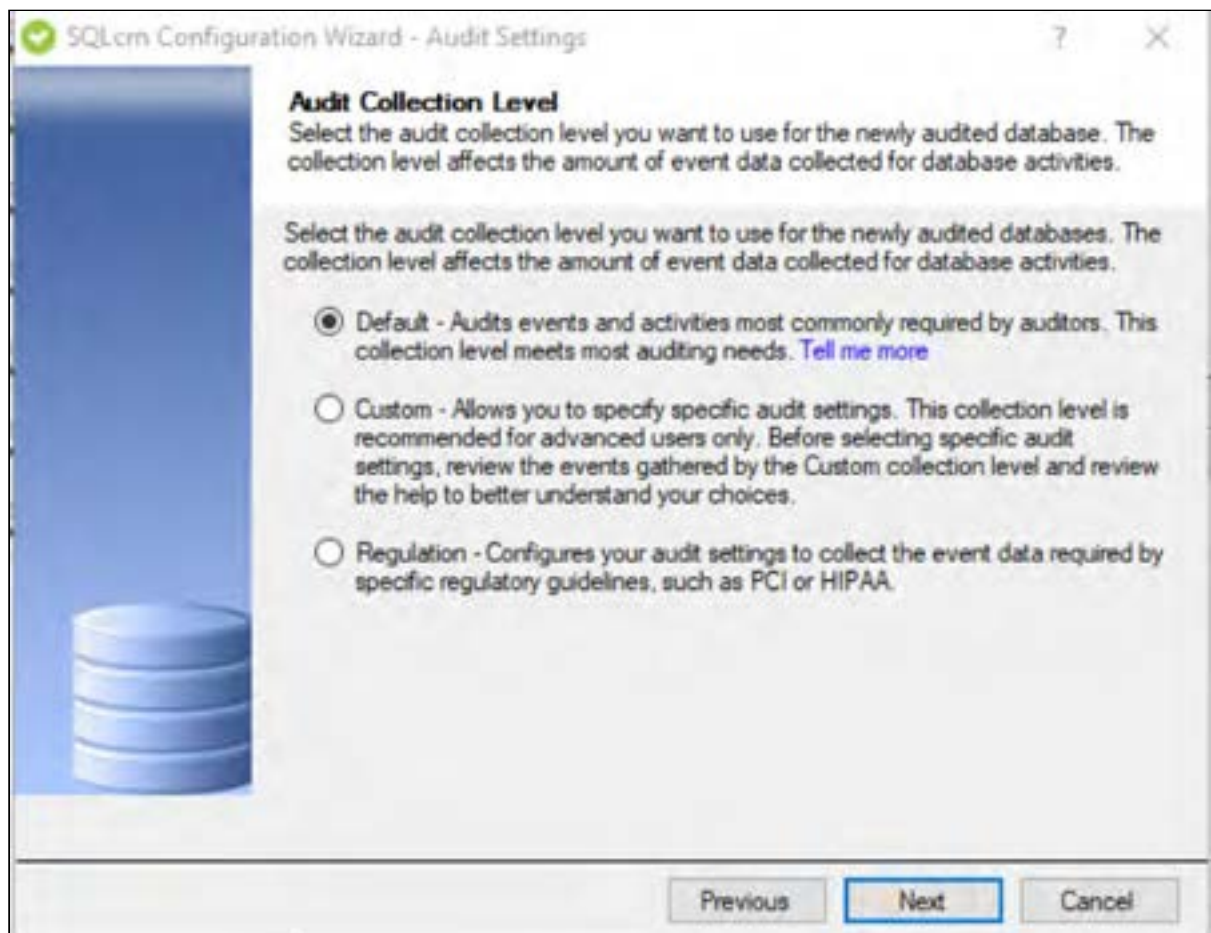 SQLcm Configuration Wizard - Audit Settings
?
Audit Collection Level
Select the audit collection level you want to use for the newly audited database. The
collection level affects the amount of event data collected for database activities.
Select the audit collection level you want to use for the newly audited databases. The
collection level affects the amount of event data collected for database activities.
Default - Audits events and activities most commonly required by auditors. This
collection level meets most auditing needs. Tell me more
Custom - Allows you to specify specific audit settings. This collection level is
recommended for advanced users only. Before selecting specific audit
settings, review the events gathered by the Custom collection level and review
the help to better understand your choices.
Regulation - Configures your audit settings to collect the event data required by
specific regulatory guidelines, such as PCI or HIPAA.
Previous
Next
Cancel